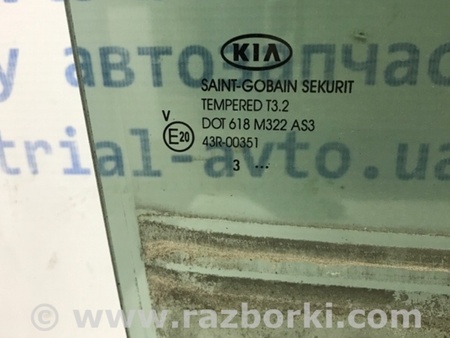 KIA
SAINT-GOBAIN SEKURIT
TEMPERED T3.2
DOT 618 M322 AS3
V
E20
43R-00351
3 ...
у автозапчас
trial-avto.ua
© www.razborki.com